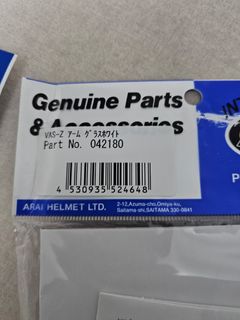 Genuine Parts
& Accessories
VAS-Z アーム グラスホワイト
Part No. 042180
4 530935 524648
ARAI HELMET LTD.
2-12,Azuma-cho,Omiya-ku,
Saitama-shi,SAITAMA 330-0841
INT
P